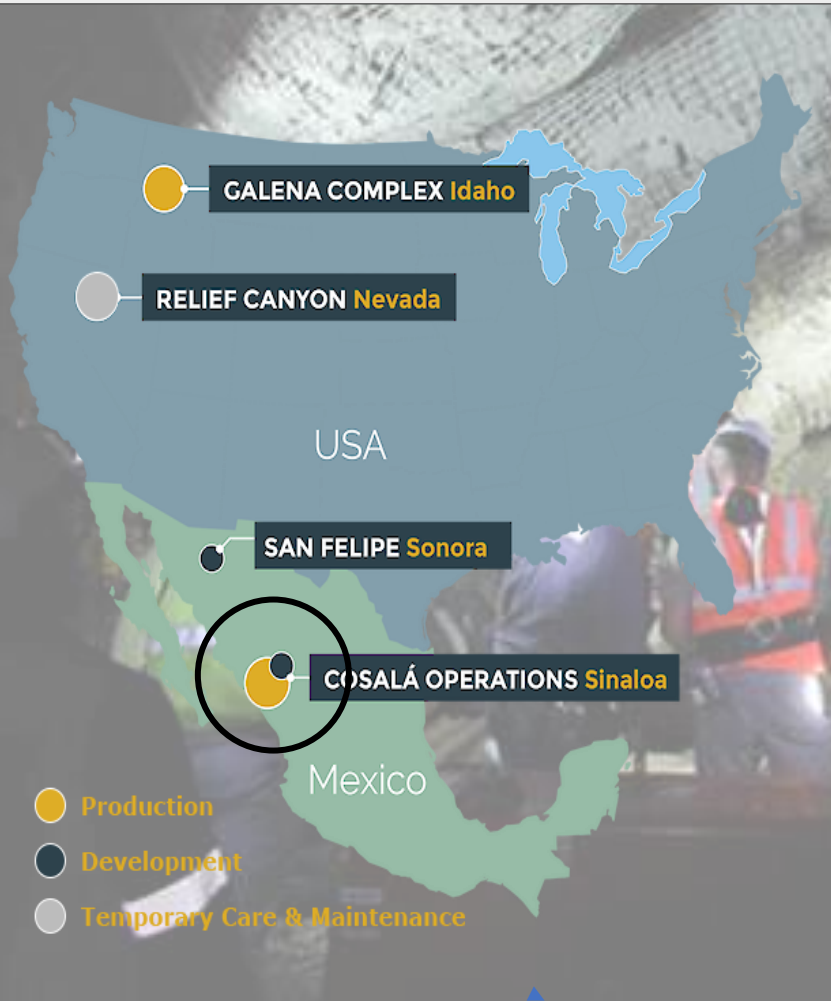 GALENA COMPLEX Idaho
RELIEF CANYON Nevada
USA
SAN FELIPE Sonora
COSALÁ OPERATIONS Sinaloa
Mexico
Production
Development
Temporary Care & Maintenance